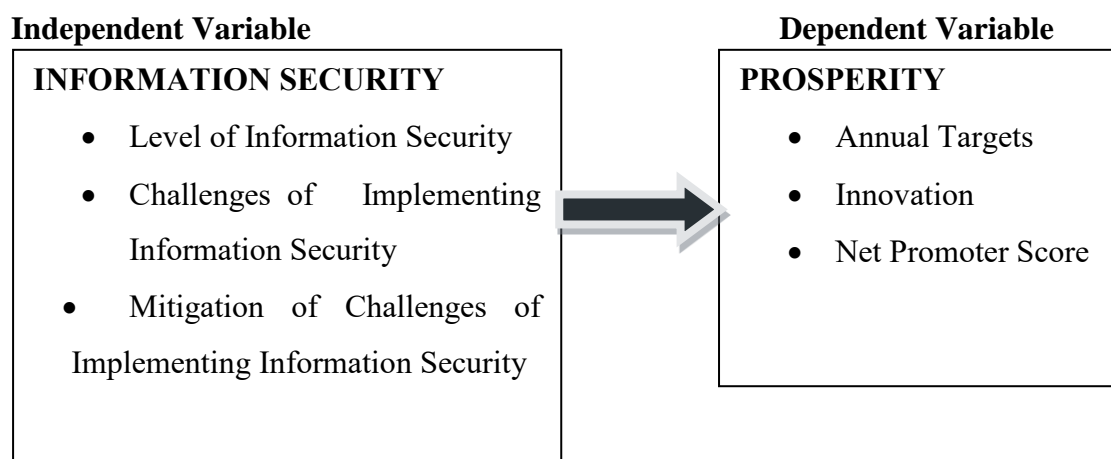 Independent Variable
INFORMATION SECURITY
• Level of Information Security
• Challenges of Implementing
Information Security
• Mitigation of Challenges of
Implementing Information Security
Dependent Variable
PROSPERITY
• Annual Targets
• Innovation
• Net Promoter Score